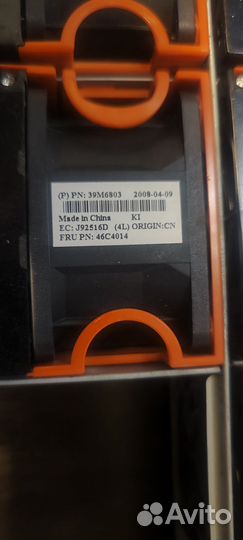 (P) PN: 39M6803 2008-04-09
Made in China KI
EC: J92516D (4L) ORIGIN:CN
FRU PN: 46C4014
Avito